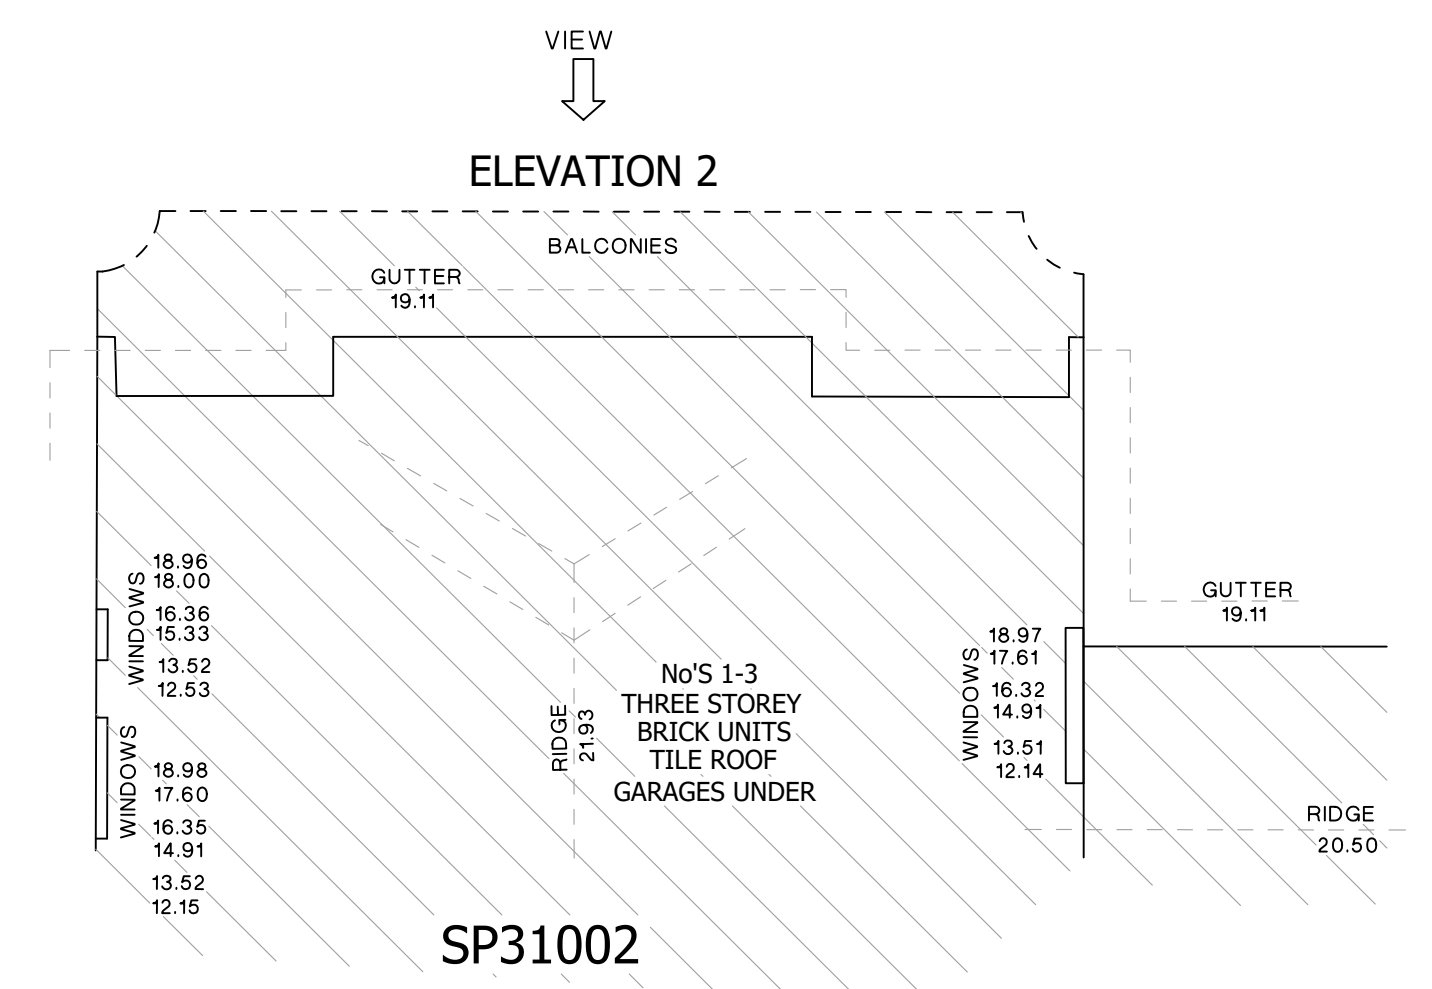 VIEW
ELEVATION 2
BALCONIES
GUTTER
19.11
WINDOWS
18.96
18.00
16.36
15.33
13.52
12.53
WINDOWS
18.98
17.60
16.35
14.91
13.52
12.15
RIDGE
21.93
No'S 1-3
THREE STOREY
BRICK UNITS
TILE ROOF
GARAGES UNDER
WINDOWS
18.97
17.61
16.32
14.91
13.51
12.14
GUTTER
19.11
RIDGE
20.50
SP31002